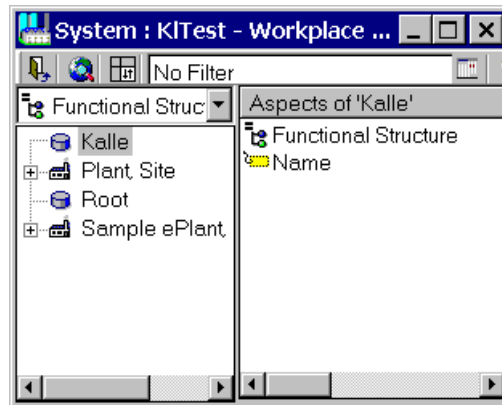 System : KlTest - Workplace ...
No Filter
Functional Struc
Aspects of 'Kalle'
Kalle
Plant, Site
Root
Sample ePlant,
Functional Structure
Name